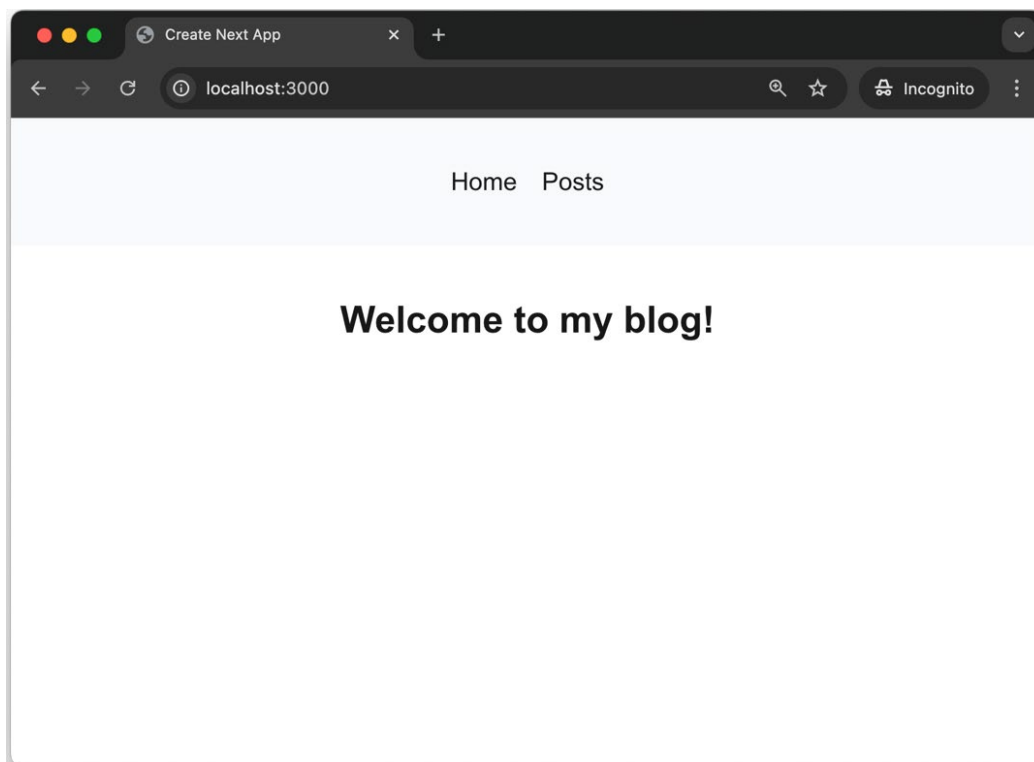 Create Next App
localhost:3000
Incognito
Home Posts
Welcome to my blog!